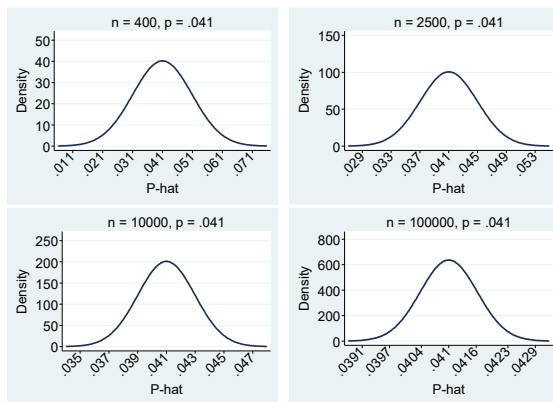 n = 400, p = .041
50
40
30
20
10
0
Density
.011 .021 .031 .041 .051 .061 .071
P-hat
n = 2500, p = .041
150
100
50
0
Density
.029 .033 .037 .041 .045 .049 .053
P-hat
n = 10000, p = .041
250
200
150
100
50
0
Density
.035 .037 .039 .041 .043 .045 .047
P-hat
n = 100000, p = .041
800
600
400
200
0
Density
.0391 .0397 .0404 .041 .0416 .0423 .0429
P-hat